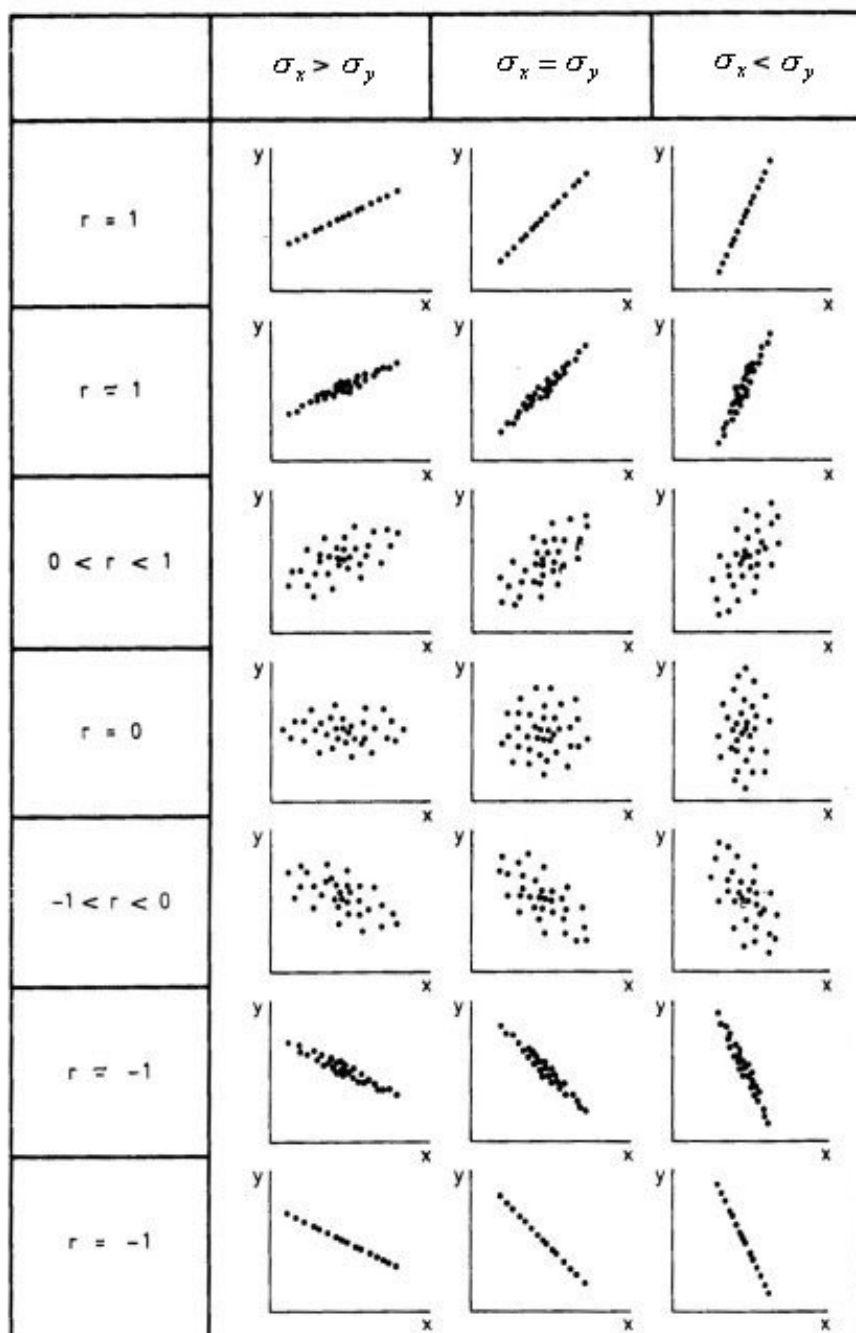 σx > σy σx = σy σx < σy
r = 1
y y y
x x x
r ≈ 1
y y y
x x x
0 < r < 1
y y y
x x x
r = 0
y y y
x x x
-1 < r < 0
y y y
x x x
r ≈ -1
y y y
x x x
r = -1
y y y
x x x